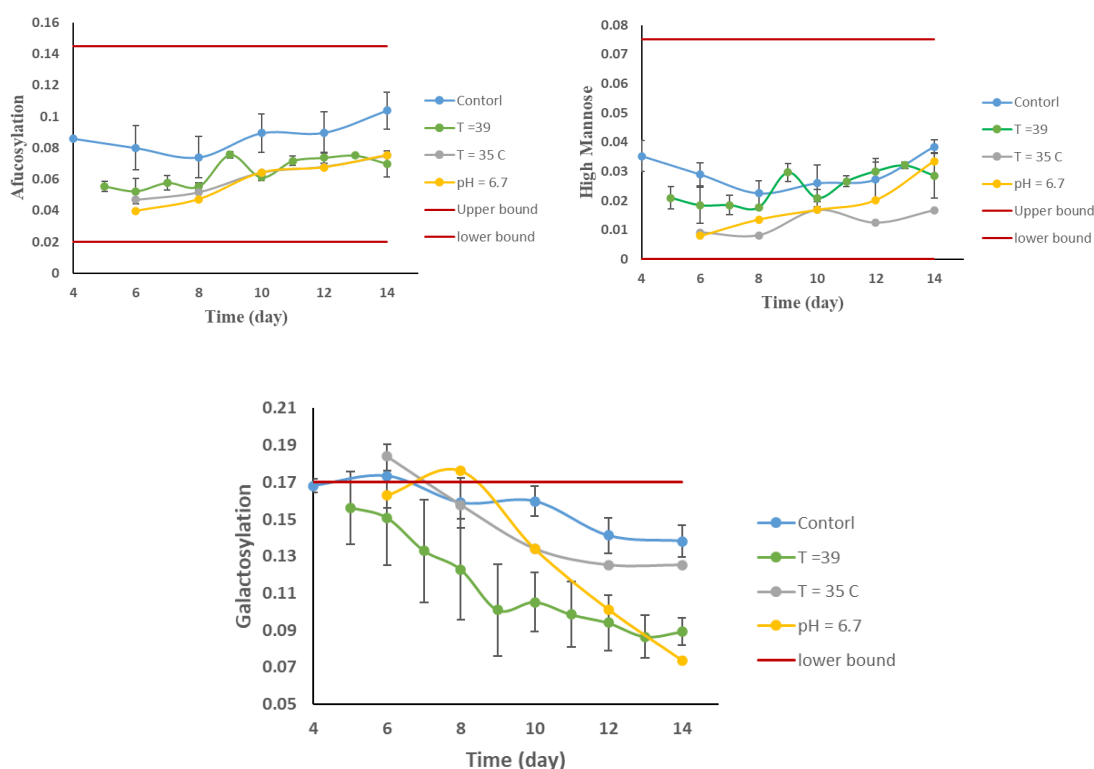 0.16
0.14
0.12
0.1
0.08
0.06
0.04
0.02
0
Afucosylation
4 6 8 10 12 14
Time (day)
Contorl
T =39
T = 35 C
pH = 6.7
Upper bound
lower bound
0.08
0.07
0.06
0.05
0.04
0.03
0.02
0.01
0
High Mannose
4 6 8 10 12 14
Time (day)
Contorl
T =39
T = 35 C
pH = 6.7
Upper bound
lower bound
0.21
0.19
0.17
0.15
0.13
0.11
0.09
0.07
0.05
Galactosylation
4 6 8 10 12 14
Time (day)
Contorl
T =39
T = 35 C
pH = 6.7
lower bound